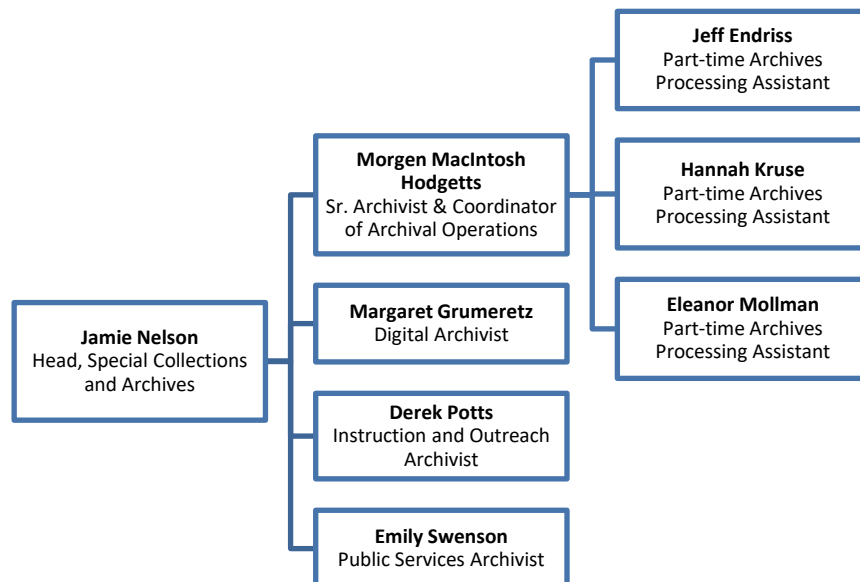 Jamie Nelson
Head, Special Collections
and Archives
Morgen MacIntosh
Hodgetts
Sr. Archivist & Coordinator
of Archival Operations
Margaret Grumeretz
Digital Archivist
Derek Potts
Instruction and Outreach
Archivist
Emily Swenson
Public Services Archivist
Jeff Endriss
Part-time Archives
Processing Assistant
Hannah Kruse
Part-time Archives
Processing Assistant
Eleanor Mollman
Part-time Archives
Processing Assistant